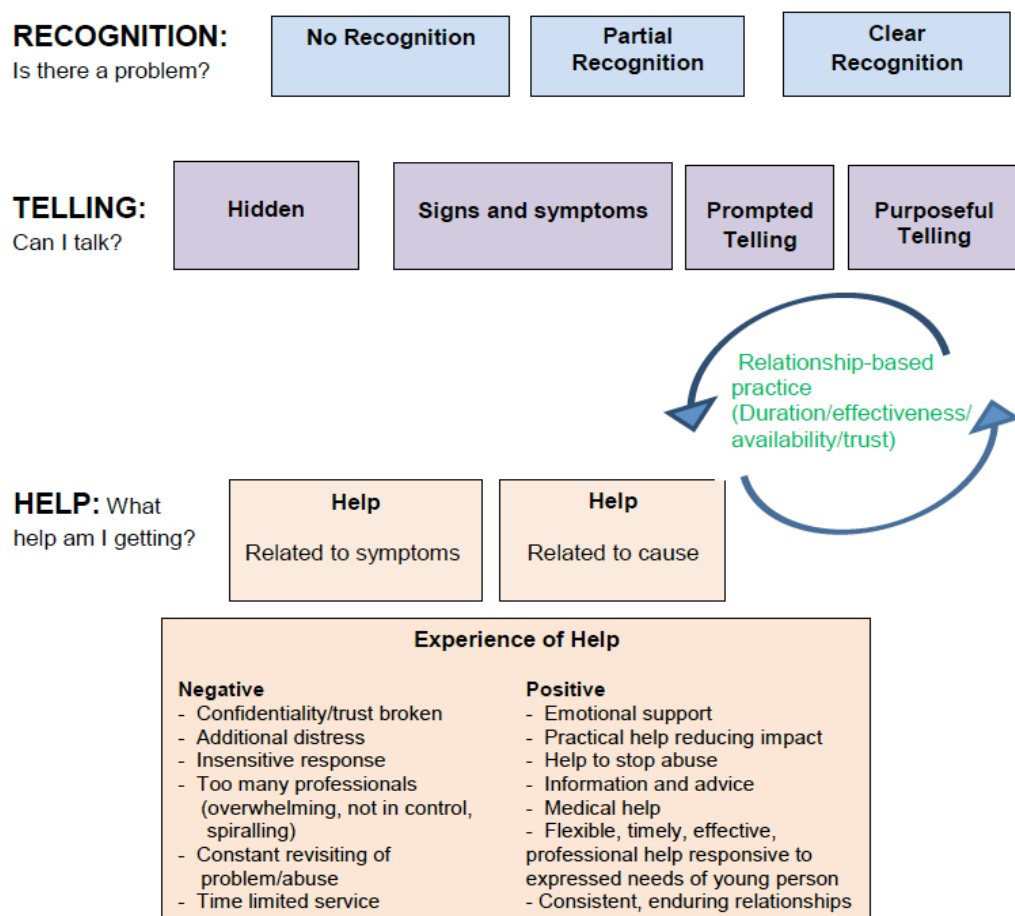 RECOGNITION:
Is there a problem?
No Recognition
Partial
Recognition
Clear
Recognition
TELLING:
Can I talk?
Hidden
Signs and symptoms
Prompted
Telling
Purposeful
Telling
Relationship-based
practice
(Duration/effectiveness/
availability/trust)
HELP: What
help am I getting?
Help
Related to symptoms
Help
Related to cause
Experience of Help
Negative
- Confidentiality/trust broken
- Additional distress
- Insensitive response
- Too many professionals
(overwhelming, not in control,
spiralling)
- Constant revisiting of
problem/abuse
- Time limited service
Positive
- Emotional support
- Practical help reducing impact
- Help to stop abuse
- Information and advice
- Medical help
- Flexible, timely, effective,
professional help responsive to
expressed needs of young person
- Consistent, enduring relationships